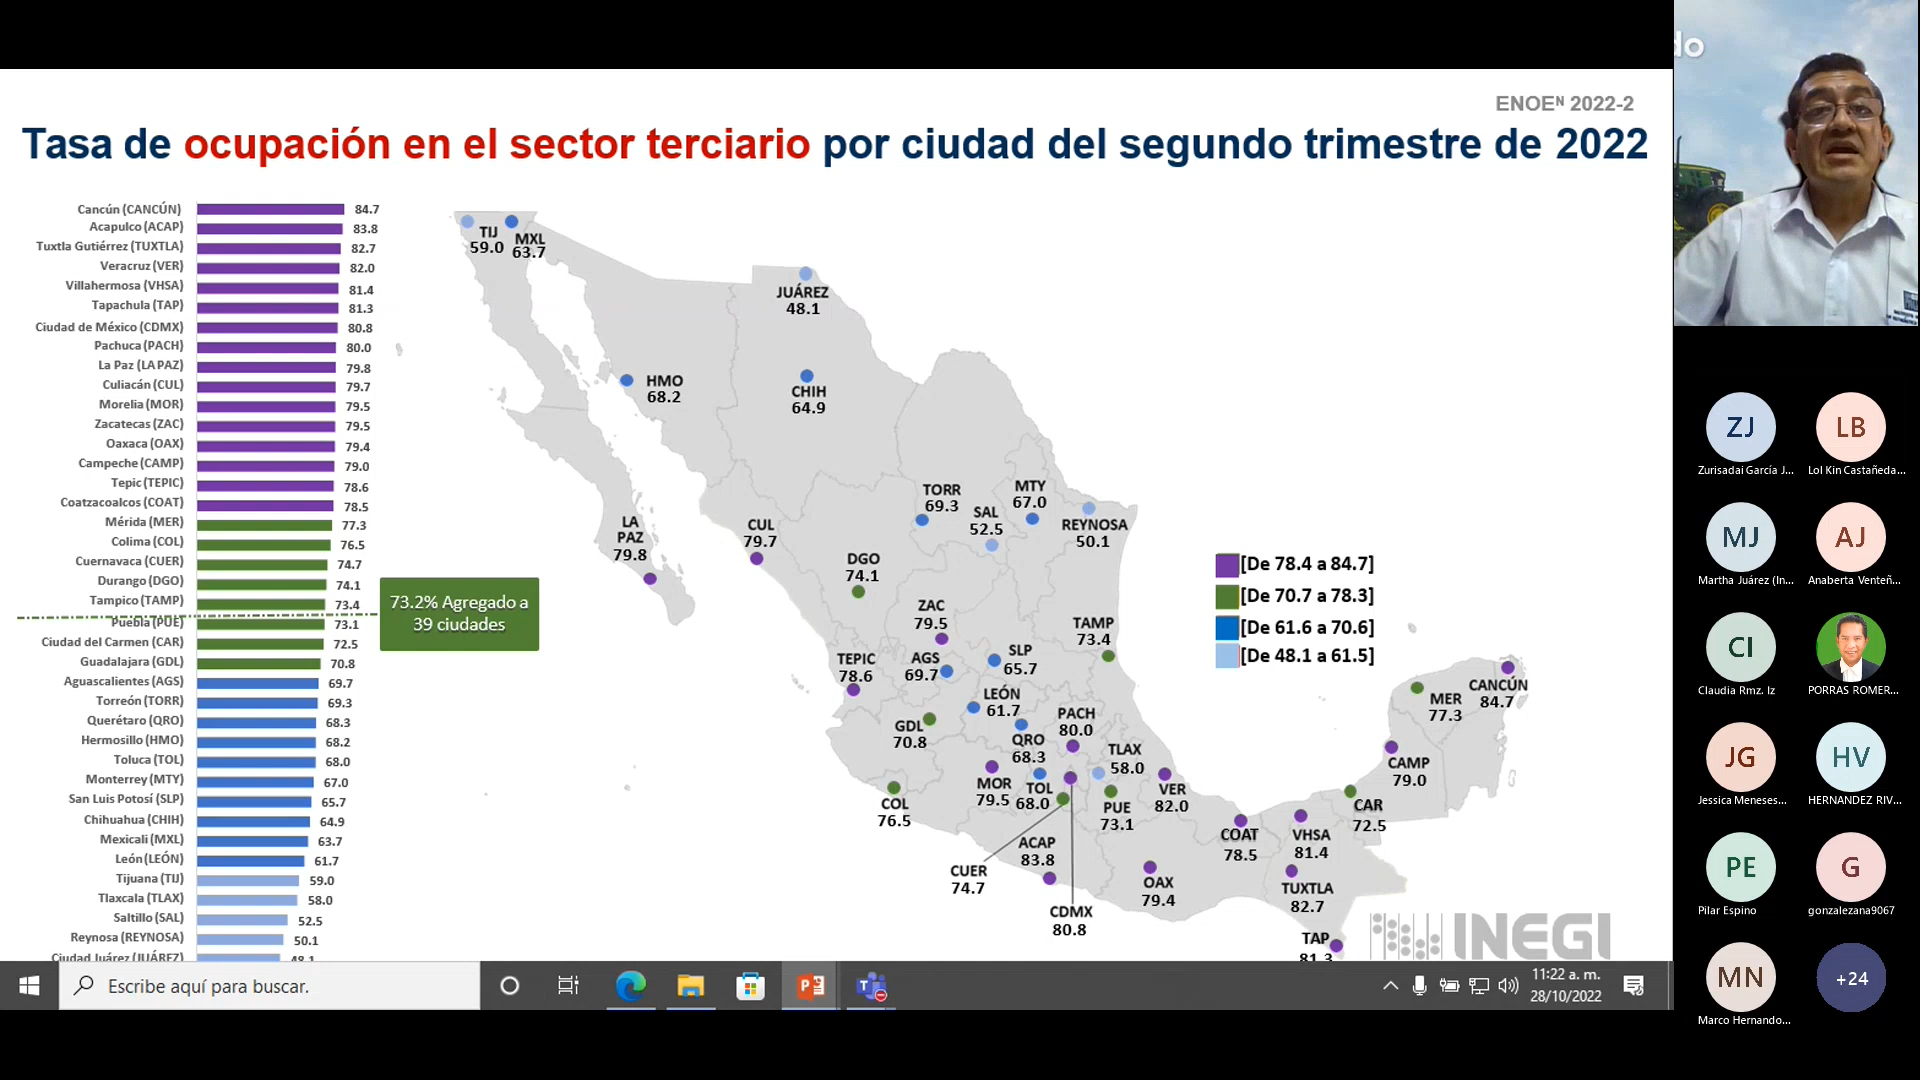 do
ENOEᴺ 2022-2
Tasa de ocupación en el sector terciario por ciudad del segundo trimestre de 2022
Cancún (CANCÚN) 84.7
Acapulco (ACAP) 83.8
Tuxtla Gutiérrez (TUXTLA) 82.7
Veracruz (VER) 82.0
Villahermosa (VHSA) 81.4
Tapachula (TAP) 81.3
Ciudad de México (CDMX) 80.8
Pachuca (PACH) 80.0
La Paz (LA PAZ) 79.8
Culiacán (CUL) 79.7
Morelia (MOR) 79.5
Zacatecas (ZAC) 79.5
Oaxaca (OAX) 79.4
Campeche (CAMP) 79.0
Tepic (TEPIC) 78.6
Coatzacoalcos (COAT) 78.5
Mérida (MER) 77.3
Colima (COL) 76.5
Cuernavaca (CUER) 74.7
Durango (DGO) 74.1
Tampico (TAMP) 73.4
Puebla (PUE) 73.1
Ciudad del Carmen (CAR) 72.5
Guadalajara (GDL) 70.8
Aguascalientes (AGS) 69.7
Torreón (TORR) 69.3
Querétaro (QRO) 68.3
Hermosillo (HMO) 68.2
Toluca (TOL) 68.0
Monterrey (MTY) 67.0
San Luis Potosí (SLP) 65.7
Chihuahua (CHIH) 64.9
Mexicali (MXL) 63.7
León (LEÓN) 61.7
Tijuana (TIJ) 59.0
Tlaxcala (TLAX) 58.0
Saltillo (SAL) 52.5
Reynosa (REYNOSA) 50.1
Ciudad Juárez (JUÁREZ) 48.1
73.2% Agregado a
39 ciudades
TIJ
59.0
MXL
63.7
JUÁREZ
48.1
HMO
68.2
CHIH
64.9
TORR
69.3
SAL
52.5
MTY
67.0
REYNOSA
50.1
LA
PAZ
79.8
CUL
79.7
DGO
74.1
ZAC
79.5
TAMP
73.4
TEPIC
78.6
AGS
69.7
SLP
65.7
LEÓN
61.7
GDL
70.8
QRO
68.3
PACH
80.0
TLAX
58.0
MOR
79.5
TOL
68.0
PUE
73.1
VER
82.0
COL
76.5
ACAP
83.8
CUER
74.7
CDMX
80.8
OAX
79.4
COAT
78.5
VHSA
81.4
TUXTLA
82.7
TAP
81.3
CAR
72.5
CAMP
79.0
MER
77.3
CANCÚN
84.7
[De 78.4 a 84.7]
[De 70.7 a 78.3]
[De 61.6 a 70.6]
[De 48.1 a 61.5]
INEGI
Escribe aquí para buscar.
11:22 a. m.
28/10/2022
ZJ
Zurisadai García J...
LB
Lol Kin Castañeda...
MJ
Martha Juárez (In...
AJ
Anaberta Venteñ...
CI
Claudia Rmz. Iz
PORRAS ROMER...
JG
Jessica Meneses...
HV
HERNANDEZ RIV...
PE
Pilar Espino
G
gonzalezana9067
MN
Marco Hernando...
+24